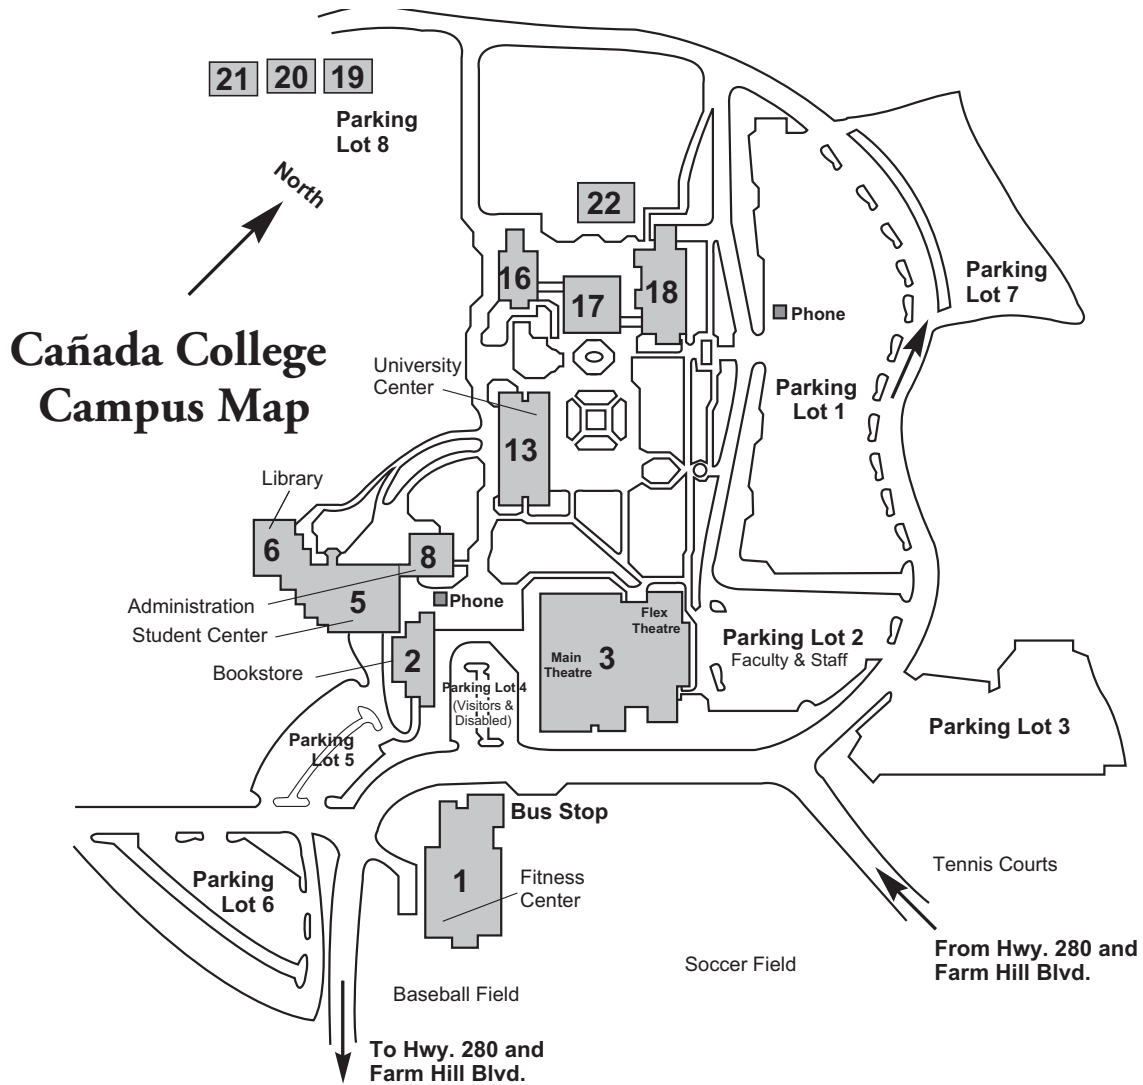 21 20 19
Parking
Lot 8
North
22
16
17
18
Parking
Lot 7
Phone
Cañada College
Campus Map
University
Center
Parking
Lot 1
13
Library
6
8
5
Phone
Administration
Student Center
Bookstore
2
Flex
Theatre
Main
Theatre
3
Parking Lot 2
Faculty & Staff
Parking Lot 4
(Visitors &
Disabled)
Parking
Lot 5
Parking Lot 3
Bus Stop
1
Fitness
Center
Parking
Lot 6
Tennis Courts
From Hwy. 280 and
Farm Hill Blvd.
Soccer Field
Baseball Field
To Hwy. 280 and
Farm Hill Blvd.